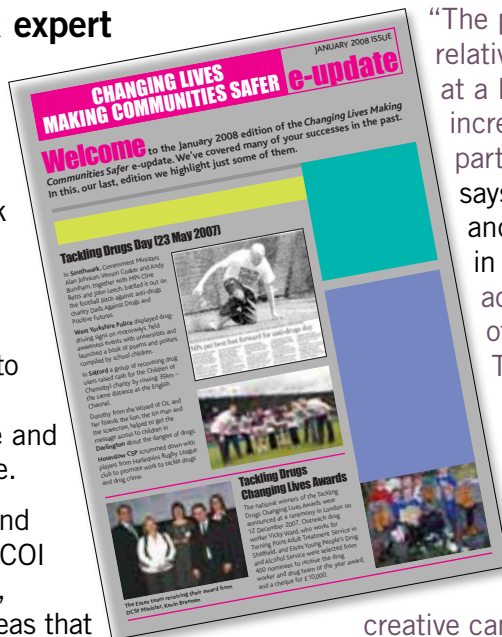 expert
k
to
e and
e.
nd
COI
,
eas that
JANUARY 2008 ISSUE
CHANGING LIVES
MAKING COMMUNITIES SAFER e-update
Welcome to the January 2008 edition of the Changing Lives Making
Communities Safer e-update. We've covered many of your successes in the past.
In this, our last, edition we highlight just some of them.
Tackling Drugs Day (23 May 2007)
In Southwark, Government Ministers
Alan Johnson, Vernon Coaker and Andy
Burnham, together with MPs Clive
Betts and John Leech, battled it out on
the football pitch against anti-drugs
charity Dads Against Drugs and
Positive Futures.
West Yorkshire Police displayed drug-
driving signs on motorways, held
awareness events with universities and
launched a book of poems and posters
compiled by school children.
In Salford a group of recovering drug
users raised cash for the Children of
Chernobyl charity by rowing 35km –
the same distance as the English
Channel.
Dorothy from the Wizard of Oz, and
her friends the lion, the tin man and
the scarecrow, helped to get the
message across to children in
Darlington about the dangers of drugs.
Hounslow CSP scrummed down with
players from Harlequins Rugby League
club to promote work to tackle drugs
and drug crime.
MPs put best foot forward for anti-drugs day
The Essex team receiving their award from
DCSF Minister, Kevin Brennan
Tackling Drugs
Changing Lives Awards
The national winners of the Tackling
Drugs Changing Lives Awards were
announced at a ceremony in London on
12 December 2007. Outreach drug
worker Vicky Ward, who works for
Turning Point Adult Treatment Service in
Sheffield, and Essex Young People's Drug
and Alcohol Service were selected from
400 nominees to receive the drug
worker and drug team of the year award,
and a cheque for £10,000.
"The p
relativ
at a l
incre
part
says
and
in
ac
o
T
creative car